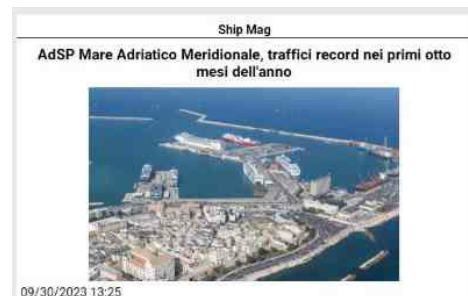 Ship Mag
AdSP Mare Adriatico Meridionale, traffici record nei primi otto
mesi dell'anno
09/30/2023 13:25